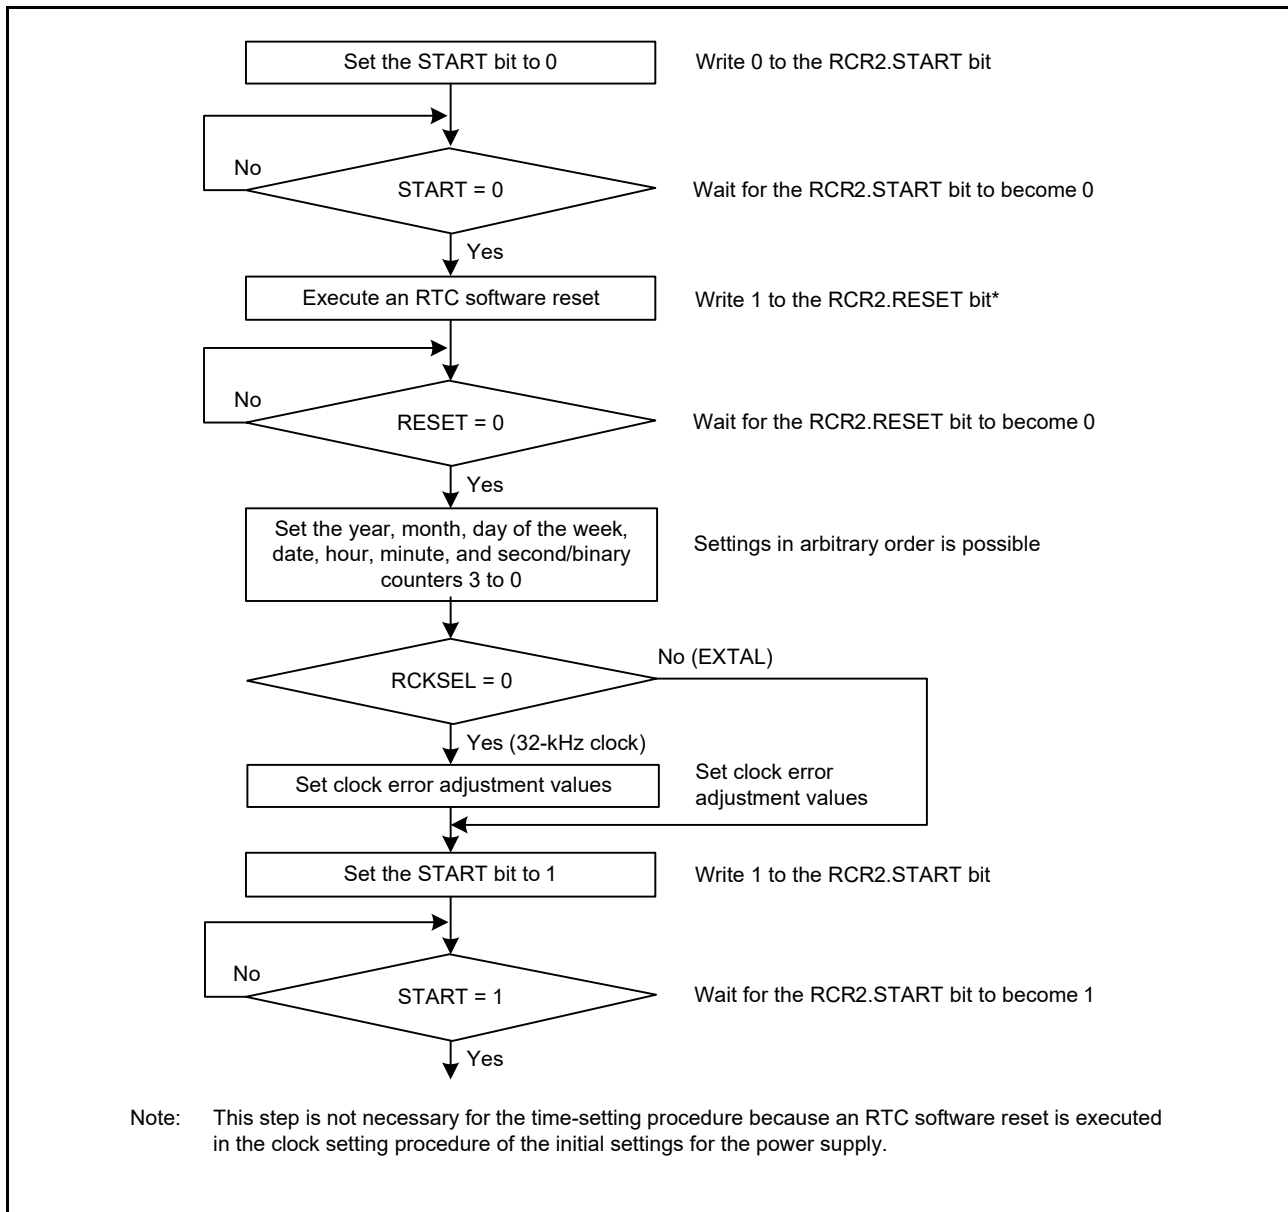 Set the START bit to 0
Write 0 to the RCR2.START bit
No
START = 0
Wait for the RCR2.START bit to become 0
Yes
Execute an RTC software reset
Write 1 to the RCR2.RESET bit*
No
RESET = 0
Wait for the RCR2.RESET bit to become 0
Yes
Set the year, month, day of the week,
date, hour, minute, and second/binary
counters 3 to 0
Settings in arbitrary order is possible
No (EXTAL)
RCKSEL = 0
Yes (32-kHz clock)
Set clock error adjustment values
Set clock error
adjustment values
Set the START bit to 1
Write 1 to the RCR2.START bit
No
START = 1
Wait for the RCR2.START bit to become 1
Yes
Note: This step is not necessary for the time-setting procedure because an RTC software reset is executed
in the clock setting procedure of the initial settings for the power supply.